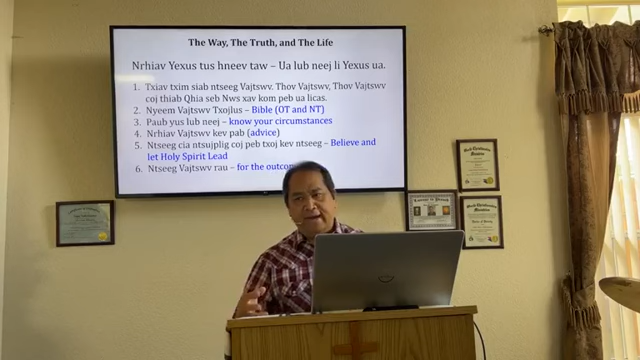 The Way, The Truth, and The Life
Nrhiav Yexus tus hneev taw – Ua lub neej li Yexus ua.
1. Txiav txim siab ntseeg Vajtswv. Thov Vajtswv, Thov Vajtswv
coj thiab Qhia seb Nws xav kom peb ua licas.
2. Nyeem Vajtswv Txojlus – Bible (OT and NT)
3. Paub yus lub neej – know your circumstances
4. Nrhiav Vajtswv kev pab (advice)
5. Ntseeg cia ntsujplig coj peb txoj kev ntseeg – Believe and
let Holy Spirit Lead
6. Ntseeg Vajtswv rau – for the